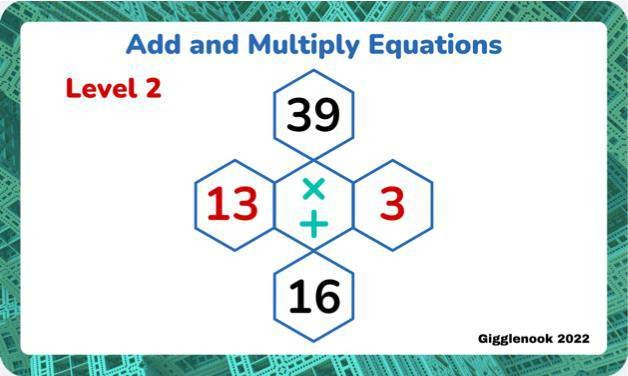 Add and Multiply Equations
Level 2
39
13 × 3
+
16
Gigglenook 2022